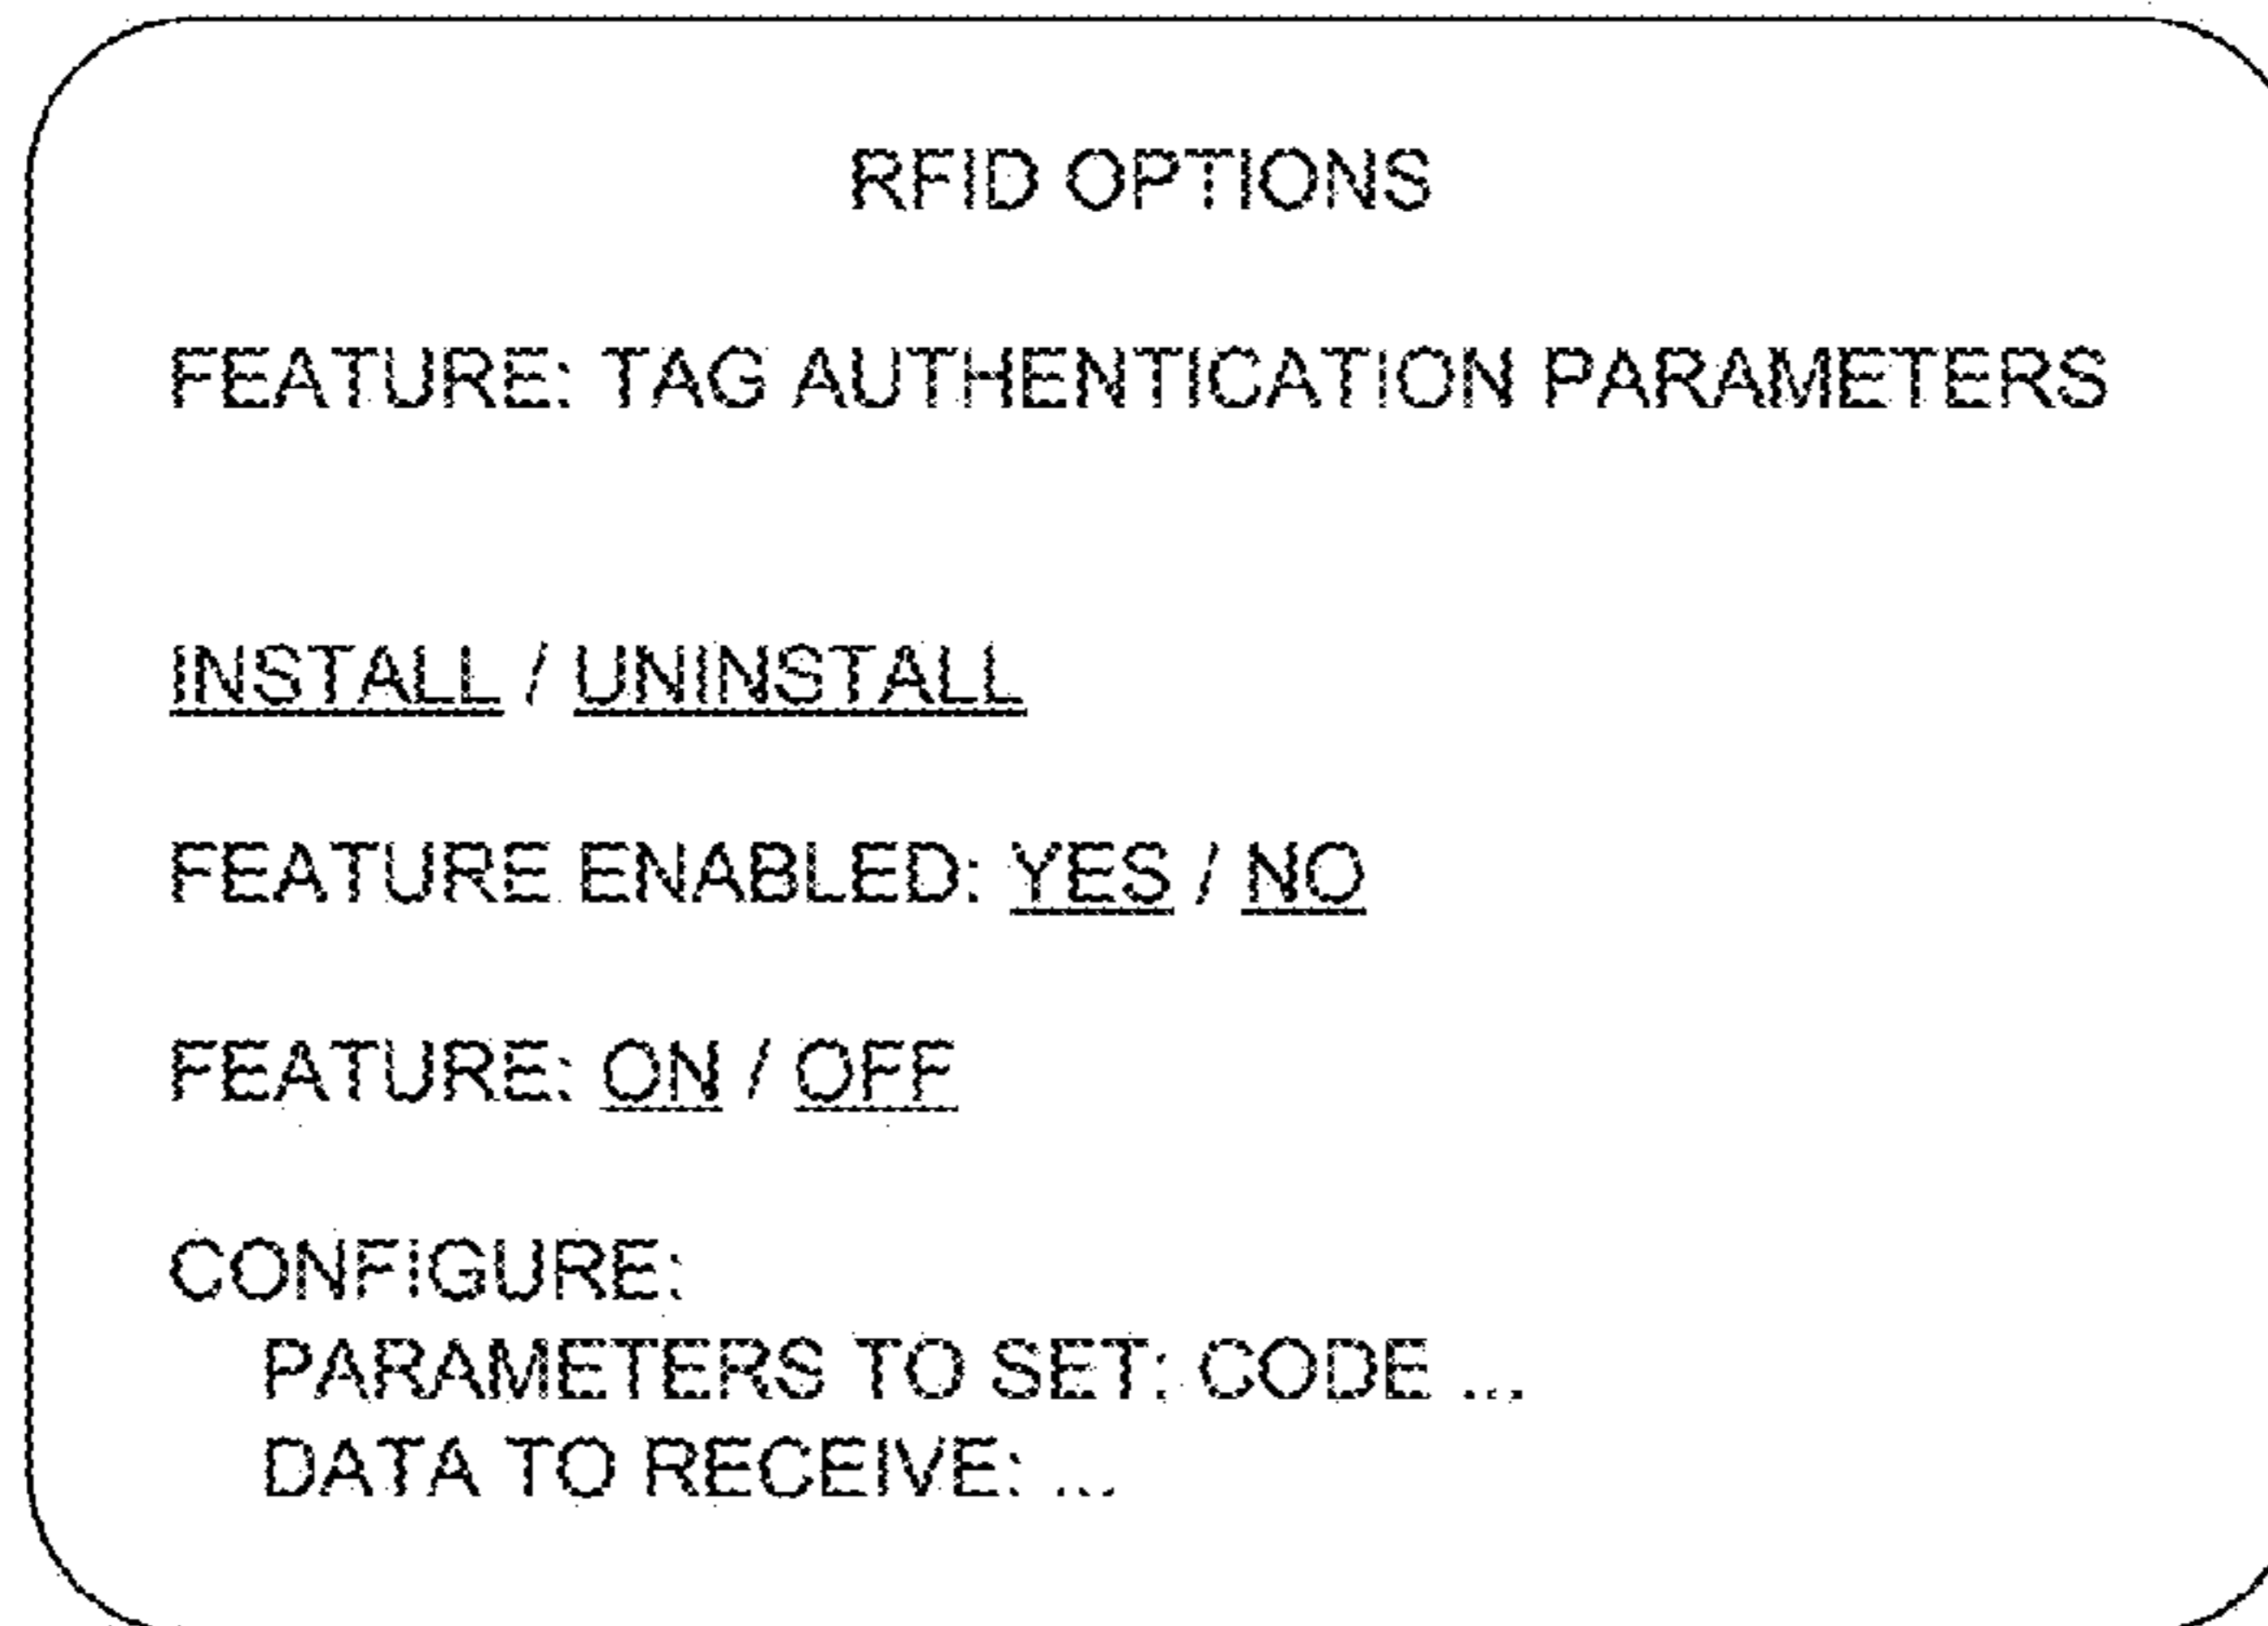 RFID OPTIONS
FEATURE: TAG AUTHENTICATION PARAMETERS
INSTALL / UNINSTALL
FEATURE ENABLED: YES / NO
FEATURE: ON / OFF
CONFIGURE:
PARAMETERS TO SET: CODE ...
DATA TO RECEIVE: ...